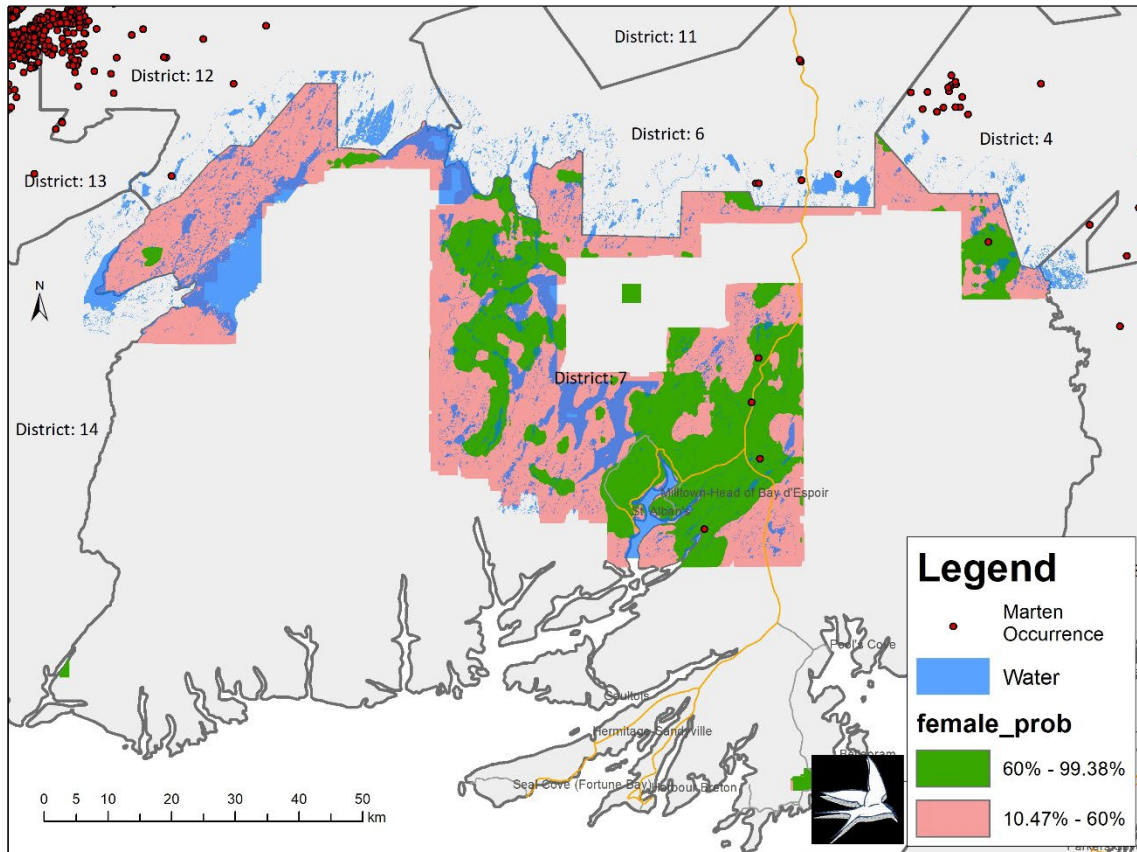 District: 11
District: 12
District: 6
District: 4
District: 13
N
District: 7
District: 14
Milltown-Head of Bay d'Espoir
St. Alban's
Pool's Cove
Gaultois
Hermitage-Sandyville
Belleoram
Seal Cove (Fortune Bay)
Harbour Breton
0 5 10 20 30 40 50
km
Legend
Marten
Occurrence
Water
female_prob
60% - 99.38%
10.47% - 60%